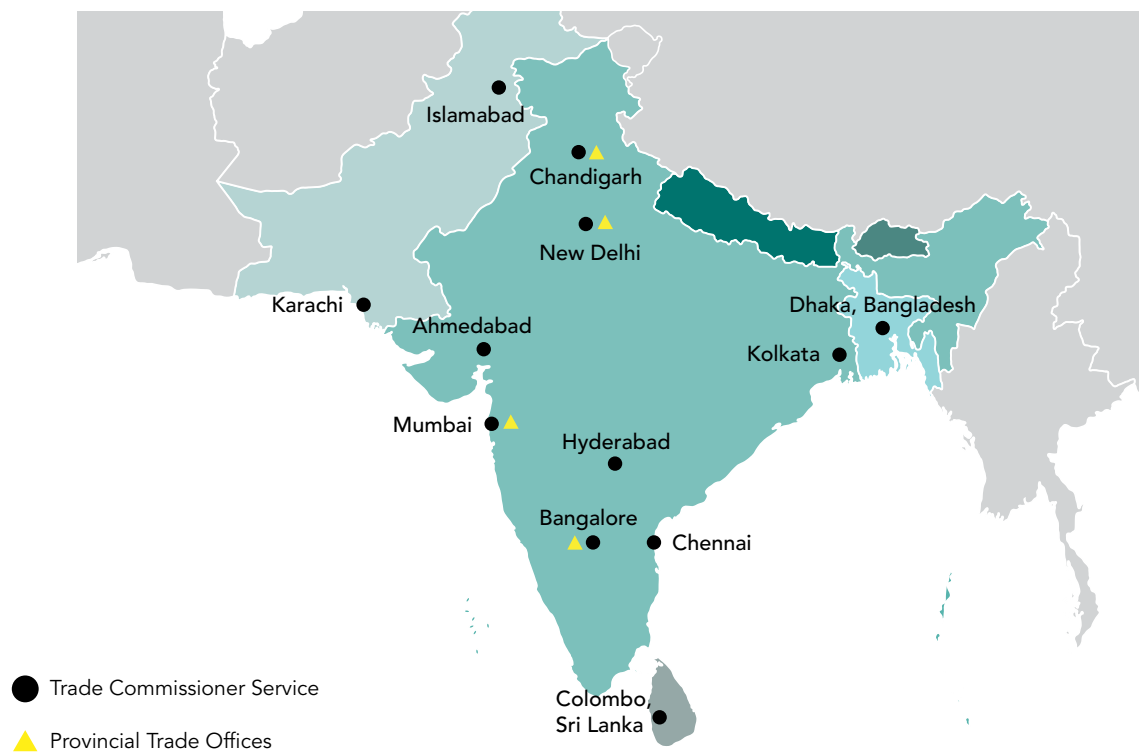 Islamabad
Chandigarh
New Delhi
Karachi
Dhaka, Bangladesh
Ahmedabad
Kolkata
Mumbai
Hyderabad
Bangalore
Chennai
Colombo,
Sri Lanka
Trade Commissioner Service
Provincial Trade Offices